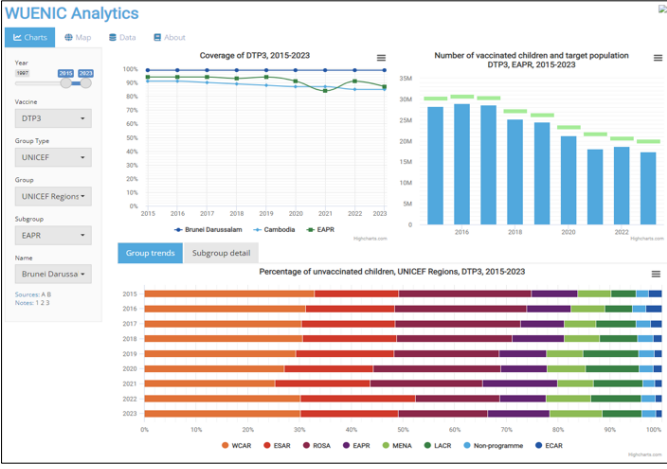 WUENIC Analytics
Charts
Map
Data
About
Year
1997
2015
2023
Vaccine
DTP3
Group Type
UNICEF
Group
UNICEF Regions
Subgroup
EAPR
Name
Brunei Darussa
Sources: A B
Notes: 1 2 3
Coverage of DTP3, 2015-2023
100%
90%
80%
70%
60%
50%
40%
30%
20%
10%
0%
2015 2016 2017 2018 2019 2020 2021 2022 2023
Brunei Darussalam Cambodia EAPR
Highcharts.com
Number of vaccinated children and target population
DTP3, EAPR, 2015-2023
35M
30M
25M
20M
15M
10M
5M
0M
2016 2018 2020 2022
Highcharts.com
Group trends
Subgroup detail
Percentage of unvaccinated children, UNICEF Regions, DTP3, 2015-2023
2015
2016
2017
2018
2019
2020
2021
2022
2023
0% 10% 20% 30% 40% 50% 60% 70% 80% 90% 100%
WCAR ESAR ROSA EAPR MENA LACR Non-programme ECAR
Highcharts.com